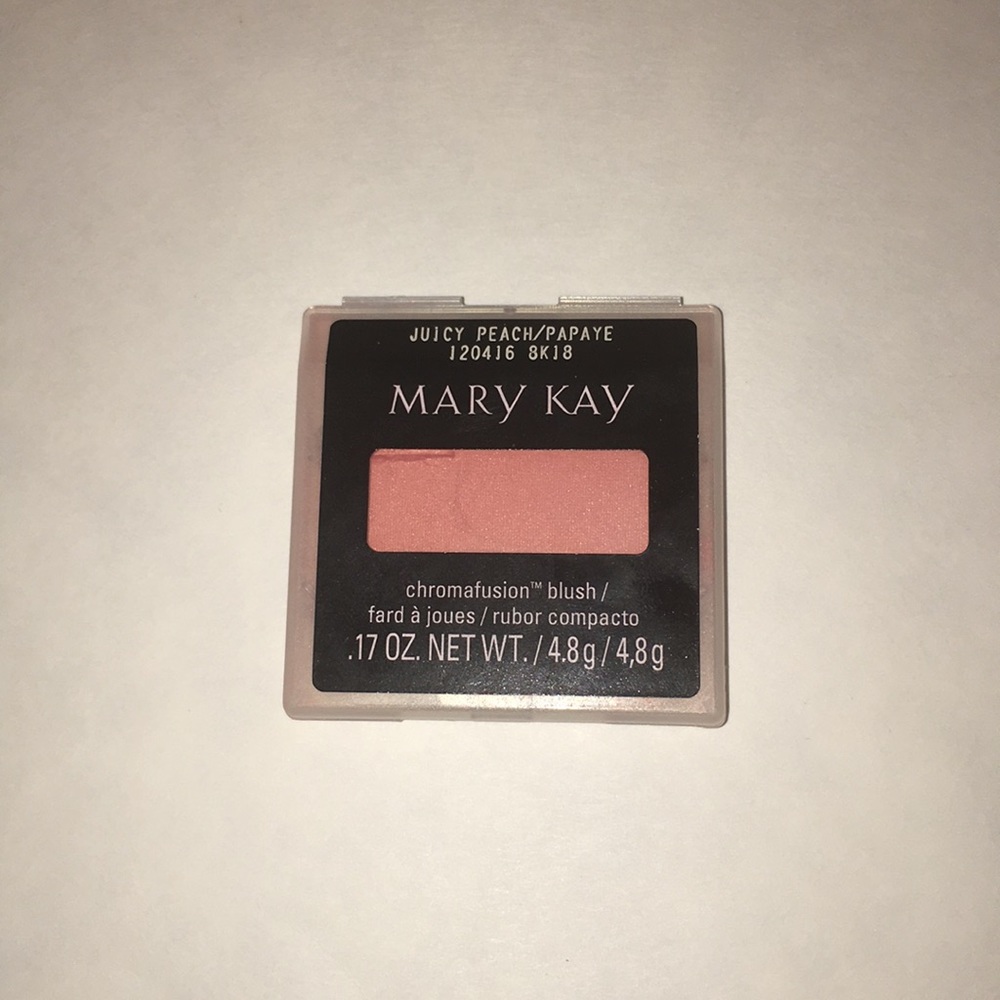 JUICY PEACH/PAPAYE
120416 8K18
MARY KAY
chromafusion™ blush /
fard à joues / rubor compacto
.17 OZ. NET WT. / 4.8g / 4,8g